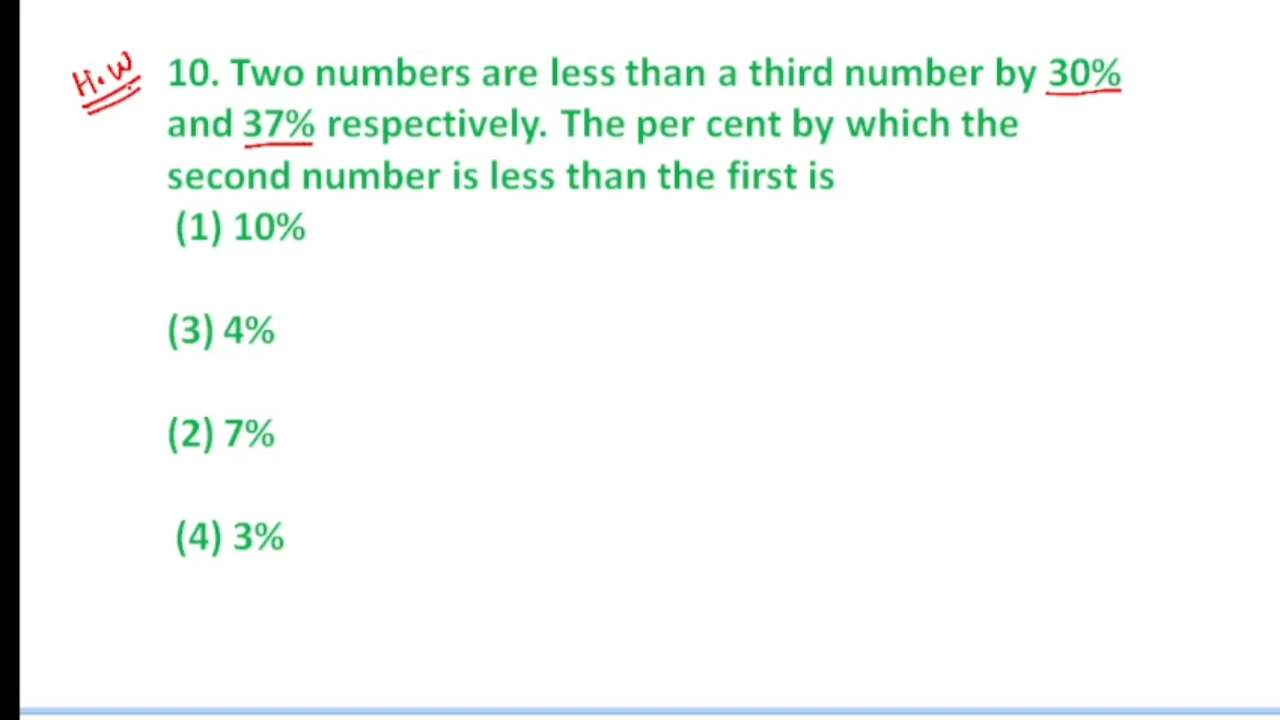 H.W 10. Two numbers are less than a third number by 30%
and 37% respectively. The per cent by which the
second number is less than the first is
(1) 10%
(3) 4%
(2) 7%
(4) 3%